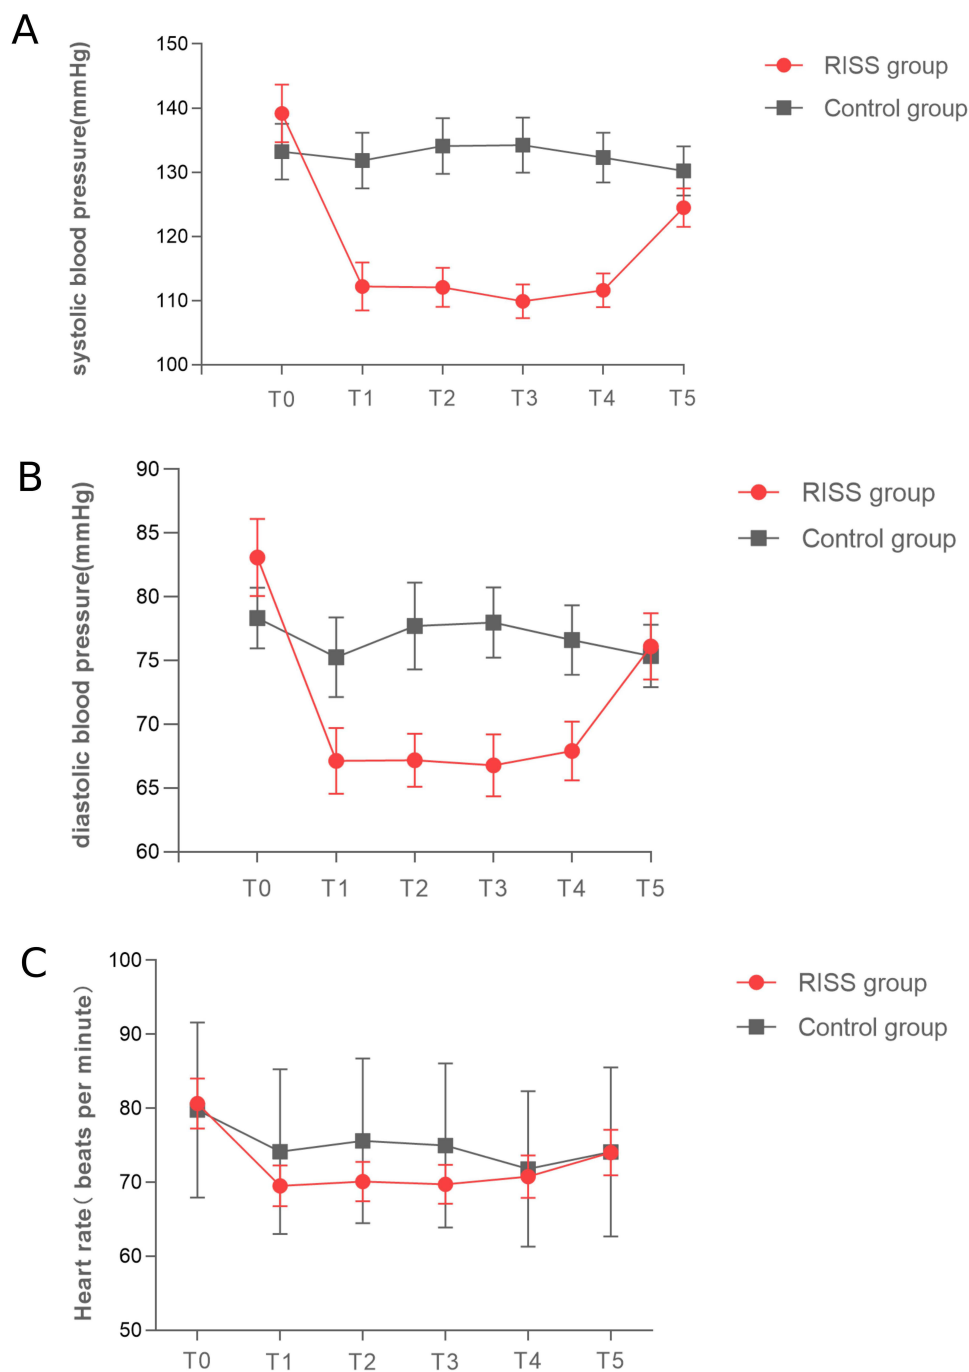 A
systolic blood pressure(mmHg)
150
140
130
120
110
100
T0 T1 T2 T3 T4 T5
RISS group
Control group
B
diastolic blood pressure(mmHg)
90
85
80
75
70
65
60
T0 T1 T2 T3 T4 T5
RISS group
Control group
C
Heart rate( beats per minute)
100
90
80
70
60
50
T0 T1 T2 T3 T4 T5
RISS group
Control group